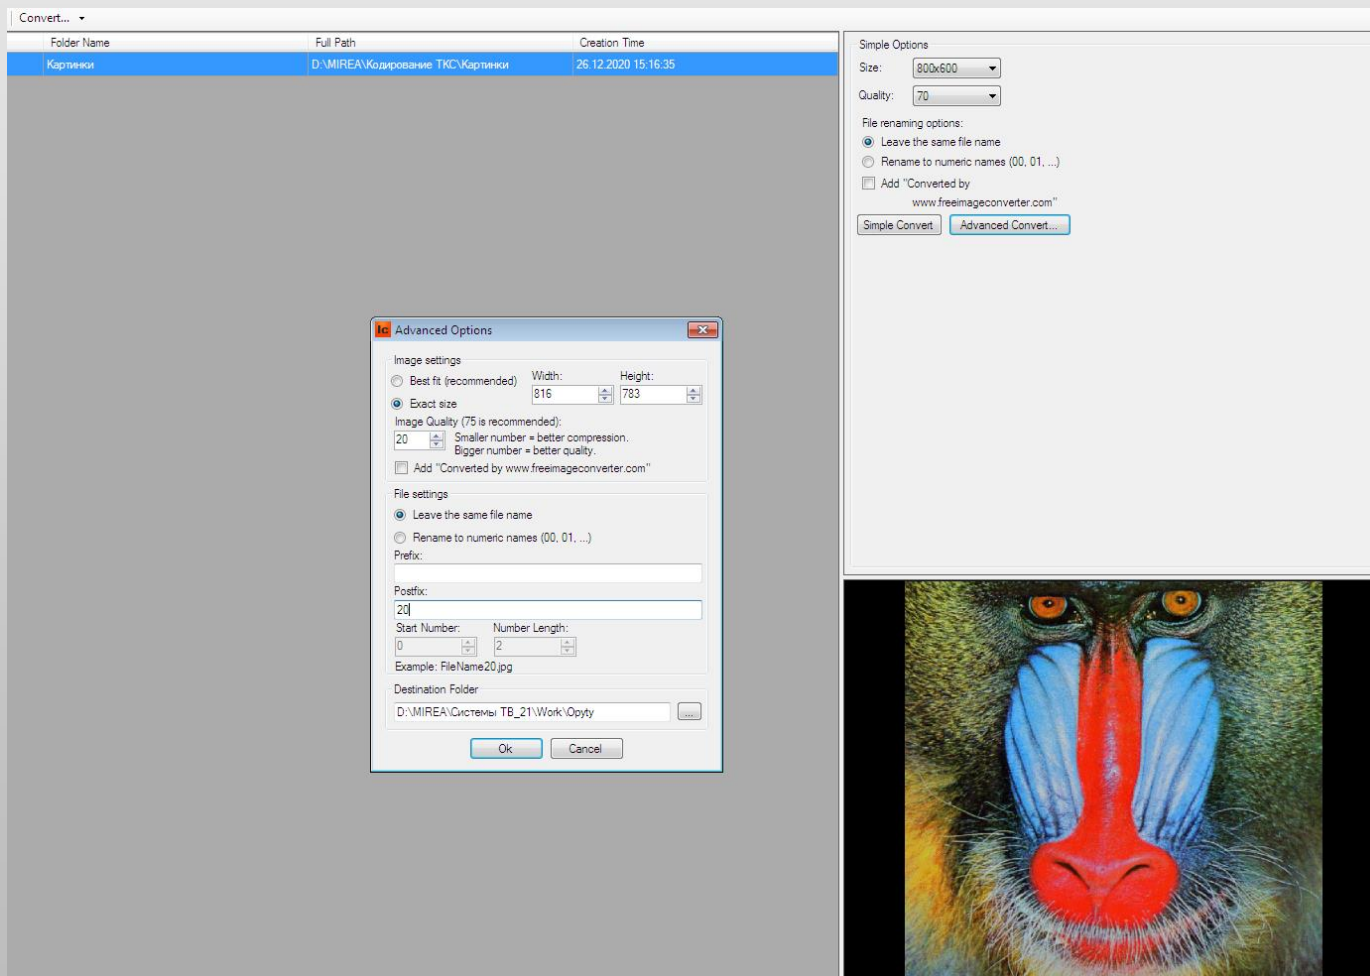 Convert...
Folder Name Full Path Creation Time
Картинки D:\MIREA\Кодирование ТКС\Картинки 26.12.2020 15:16:35
Simple Options
Size: 800x600
Quality: 70
File renaming options:
Leave the same file name
Rename to numeric names (00, 01, ...)
Add "Converted by
www.freeimageconverter.com"
Simple Convert Advanced Convert...
Ic Advanced Options
Image settings
Best fit (recommended) Width: Height:
816 783
Exact size
Image Quality (75 is recommended):
20 Smaller number = better compression.
Bigger number = better quality.
Add "Converted by www.freeimageconverter.com"
File settings
Leave the same file name
Rename to numeric names (00, 01, ...)
Prefix:
Postfix:
20
Start Number: Number Length:
0 2
Example: FileName20.jpg
Destination Folder
D:\MIREA\Системы ТВ_21\Work\Opyty ...
Ok Cancel